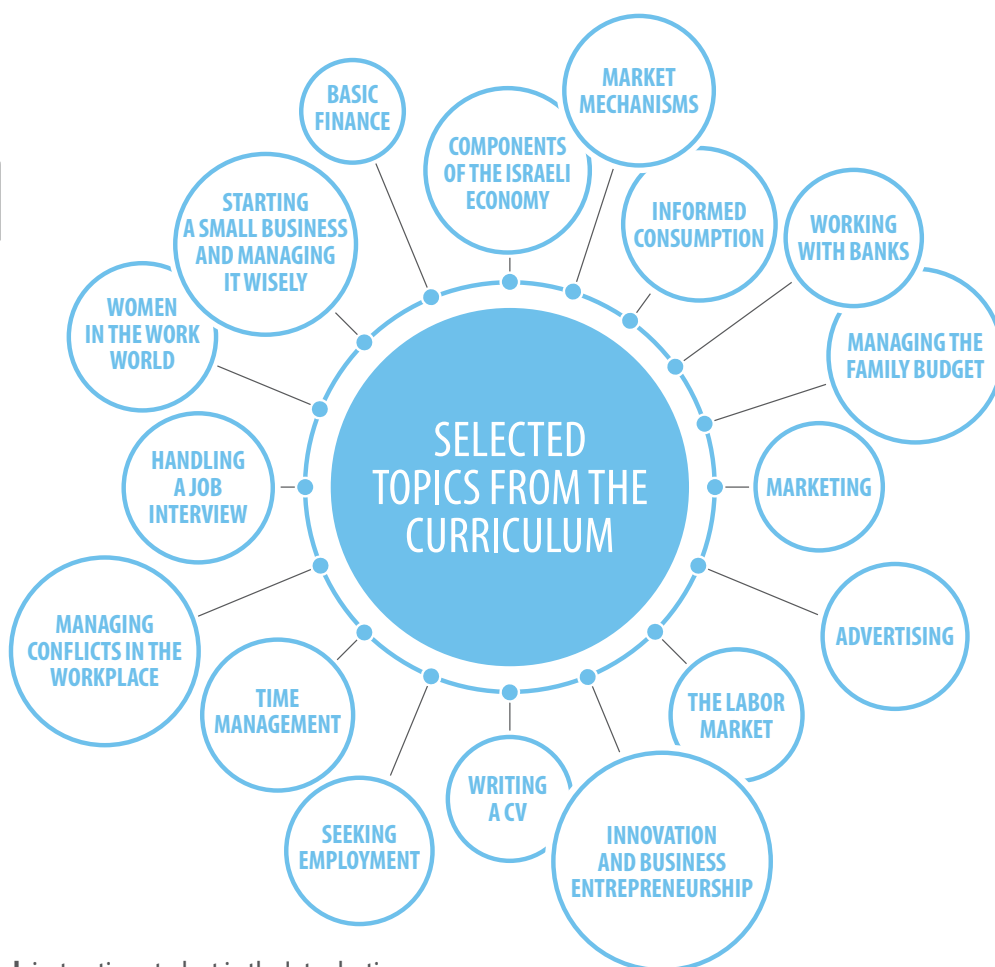 SELECTED
TOPICS FROM THE
CURRICULUM
COMPONENTS
OF THE ISRAELI
ECONOMY
MARKET
MECHANISMS
INFORMED
CONSUMPTION
WORKING
WITH BANKS
MANAGING THE
FAMILY BUDGET
MARKETING
ADVERTISING
THE LABOR
MARKET
INNOVATION
AND BUSINESS
ENTREPRENEURSHIP
WRITING
A CV
SEEKING
EMPLOYMENT
TIME
MANAGEMENT
MANAGING
CONFLICTS IN THE
WORKPLACE
HANDLING
A JOB
INTERVIEW
WOMEN
IN THE WORK
WORLD
STARTING
A SMALL BUSINESS
AND MANAGING
IT WISELY
BASIC
FINANCE